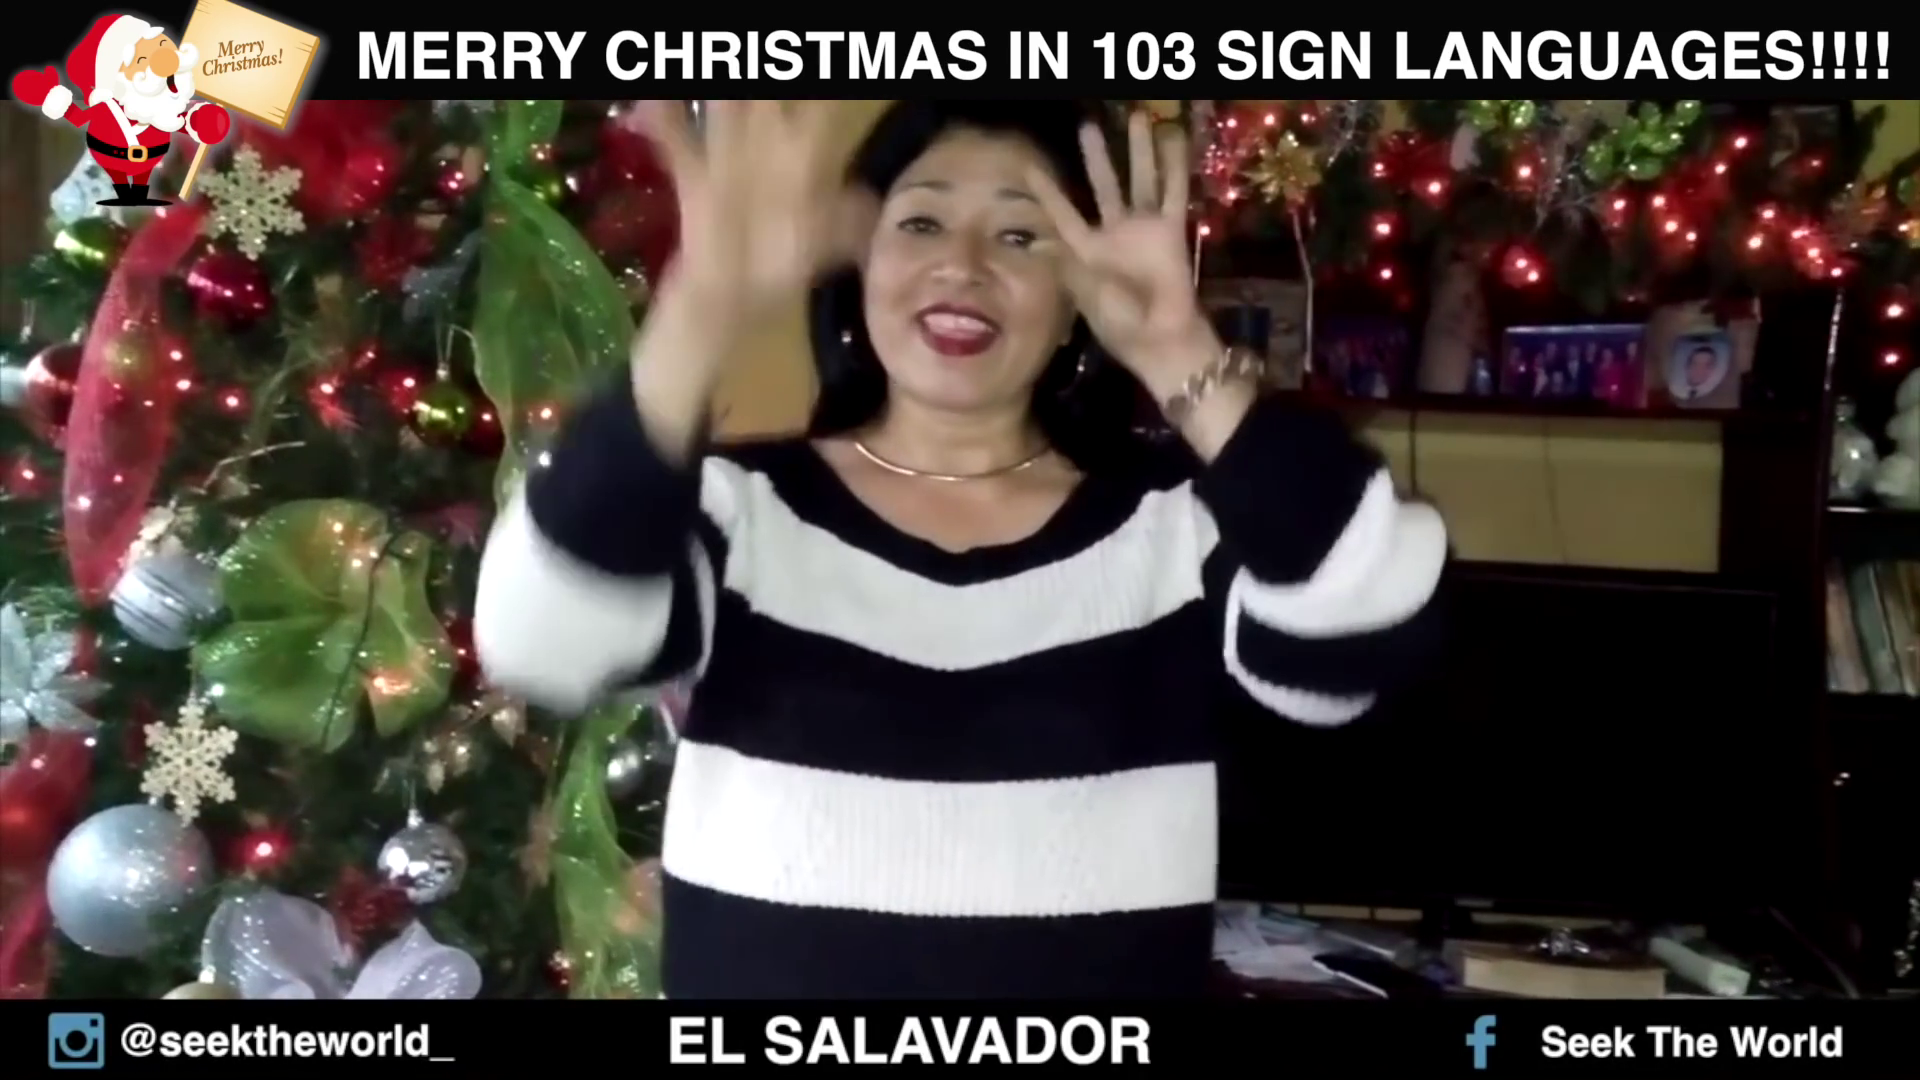 Merry
Christmas!
MERRY CHRISTMAS IN 103 SIGN LANGUAGES!!!!
@seektheworld_
EL SALAVADOR
Seek The World